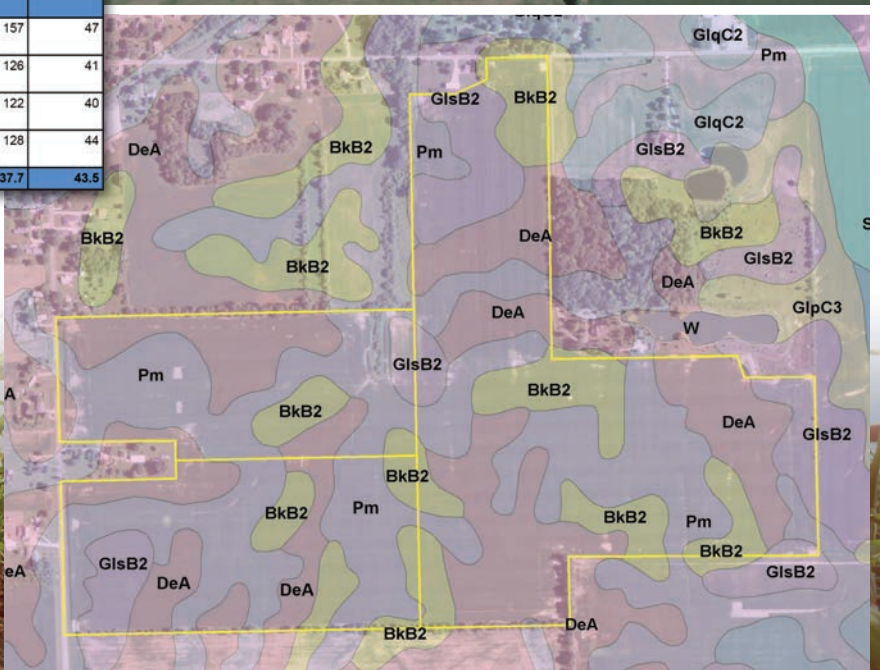 157 47
126 41
122 40
128 44
37.7 43.5
GlqC2
Pm
GlsB2
BkB2
GlqC2
DeA
BkB2
Pm
GlsB2
BkB2
DeA
BkB2
GlsB2
BkB2
DeA
DeA
GlpC3
W
GlsB2
Pm
BkB2
A
BkB2
DeA
GlsB2
BkB2
BkB2
Pm
BkB2
Pm
BkB2
GlsB2
GlsB2
eA
DeA
DeA
DeA
BkB2